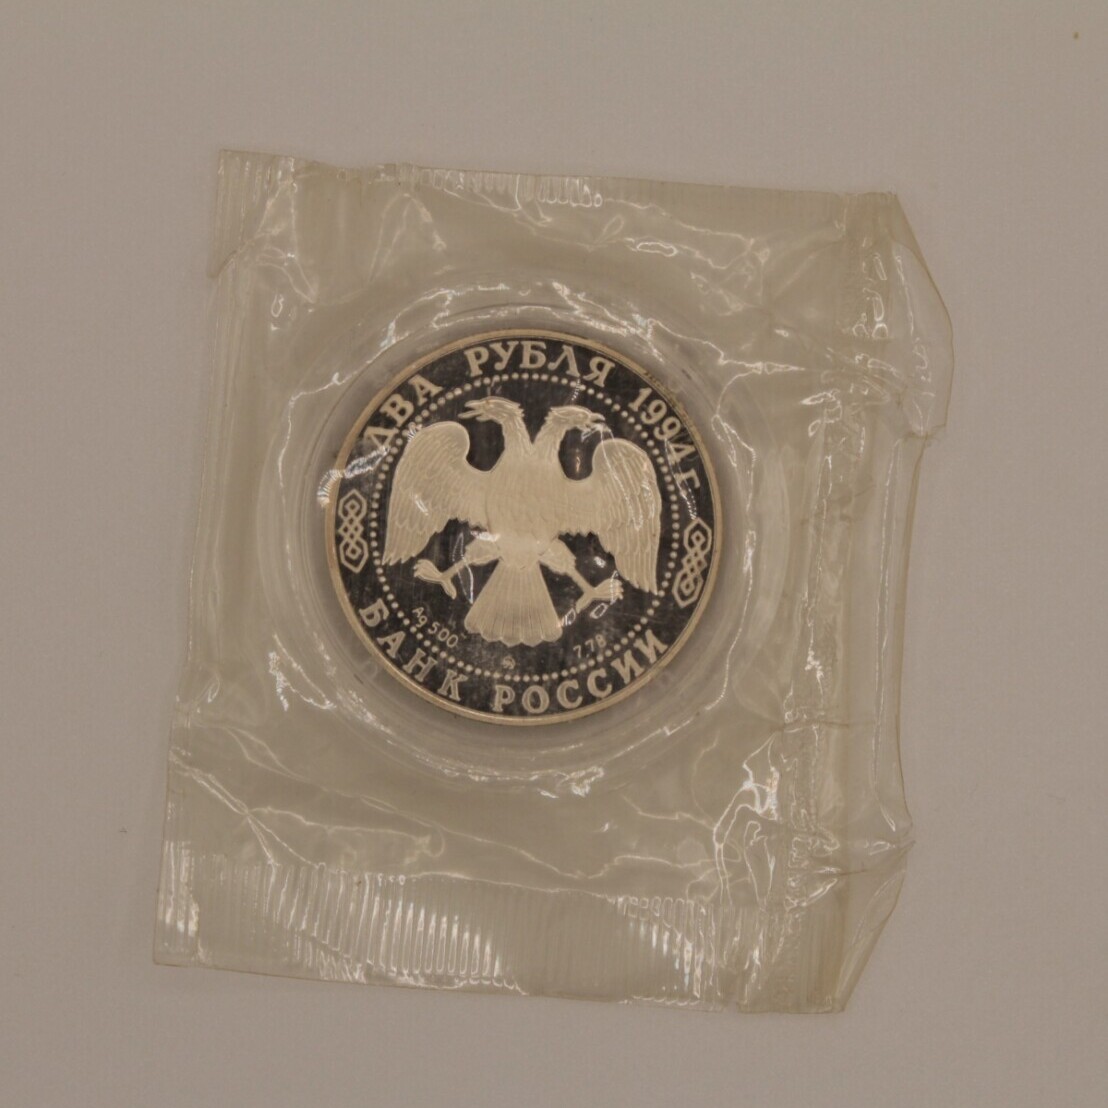 ДВА РУБЛЯ 1994 г.
Ag 500
7.78
БАНК РОССИИ